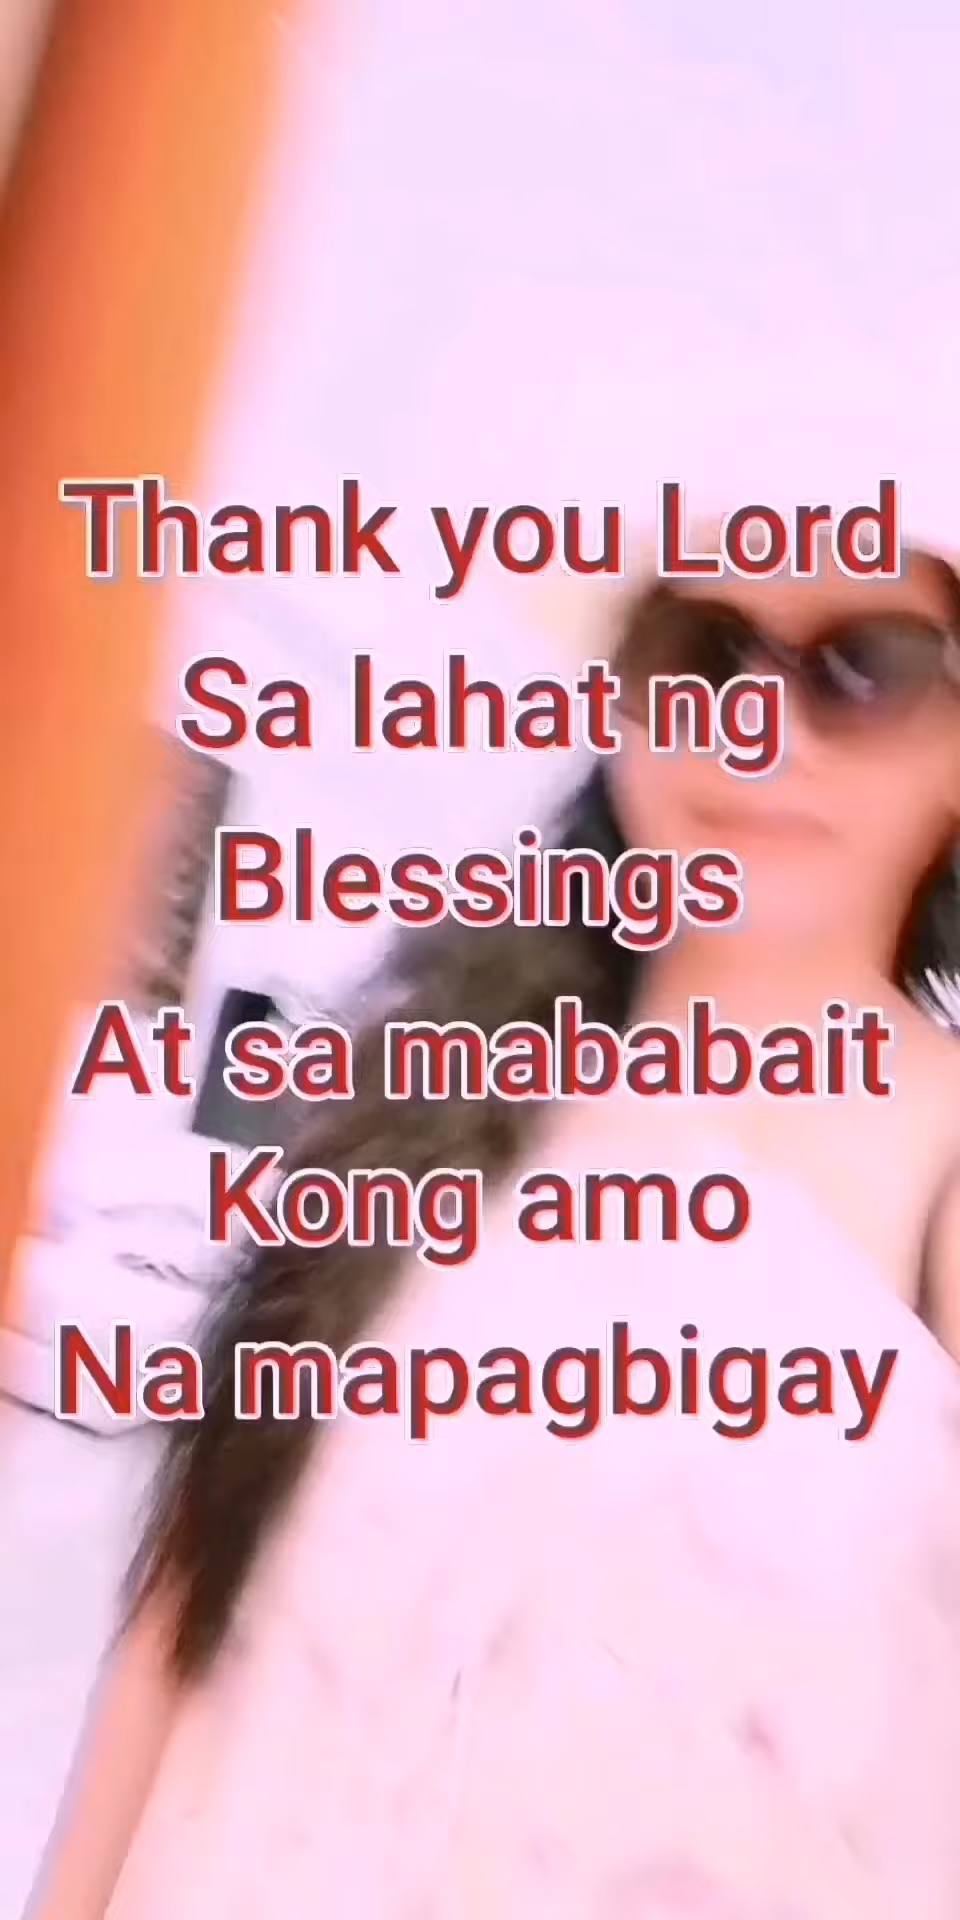 Thank you Lord
Sa lahat ng
Blessings
At sa mababait
Kong amo
Na mapagbigay